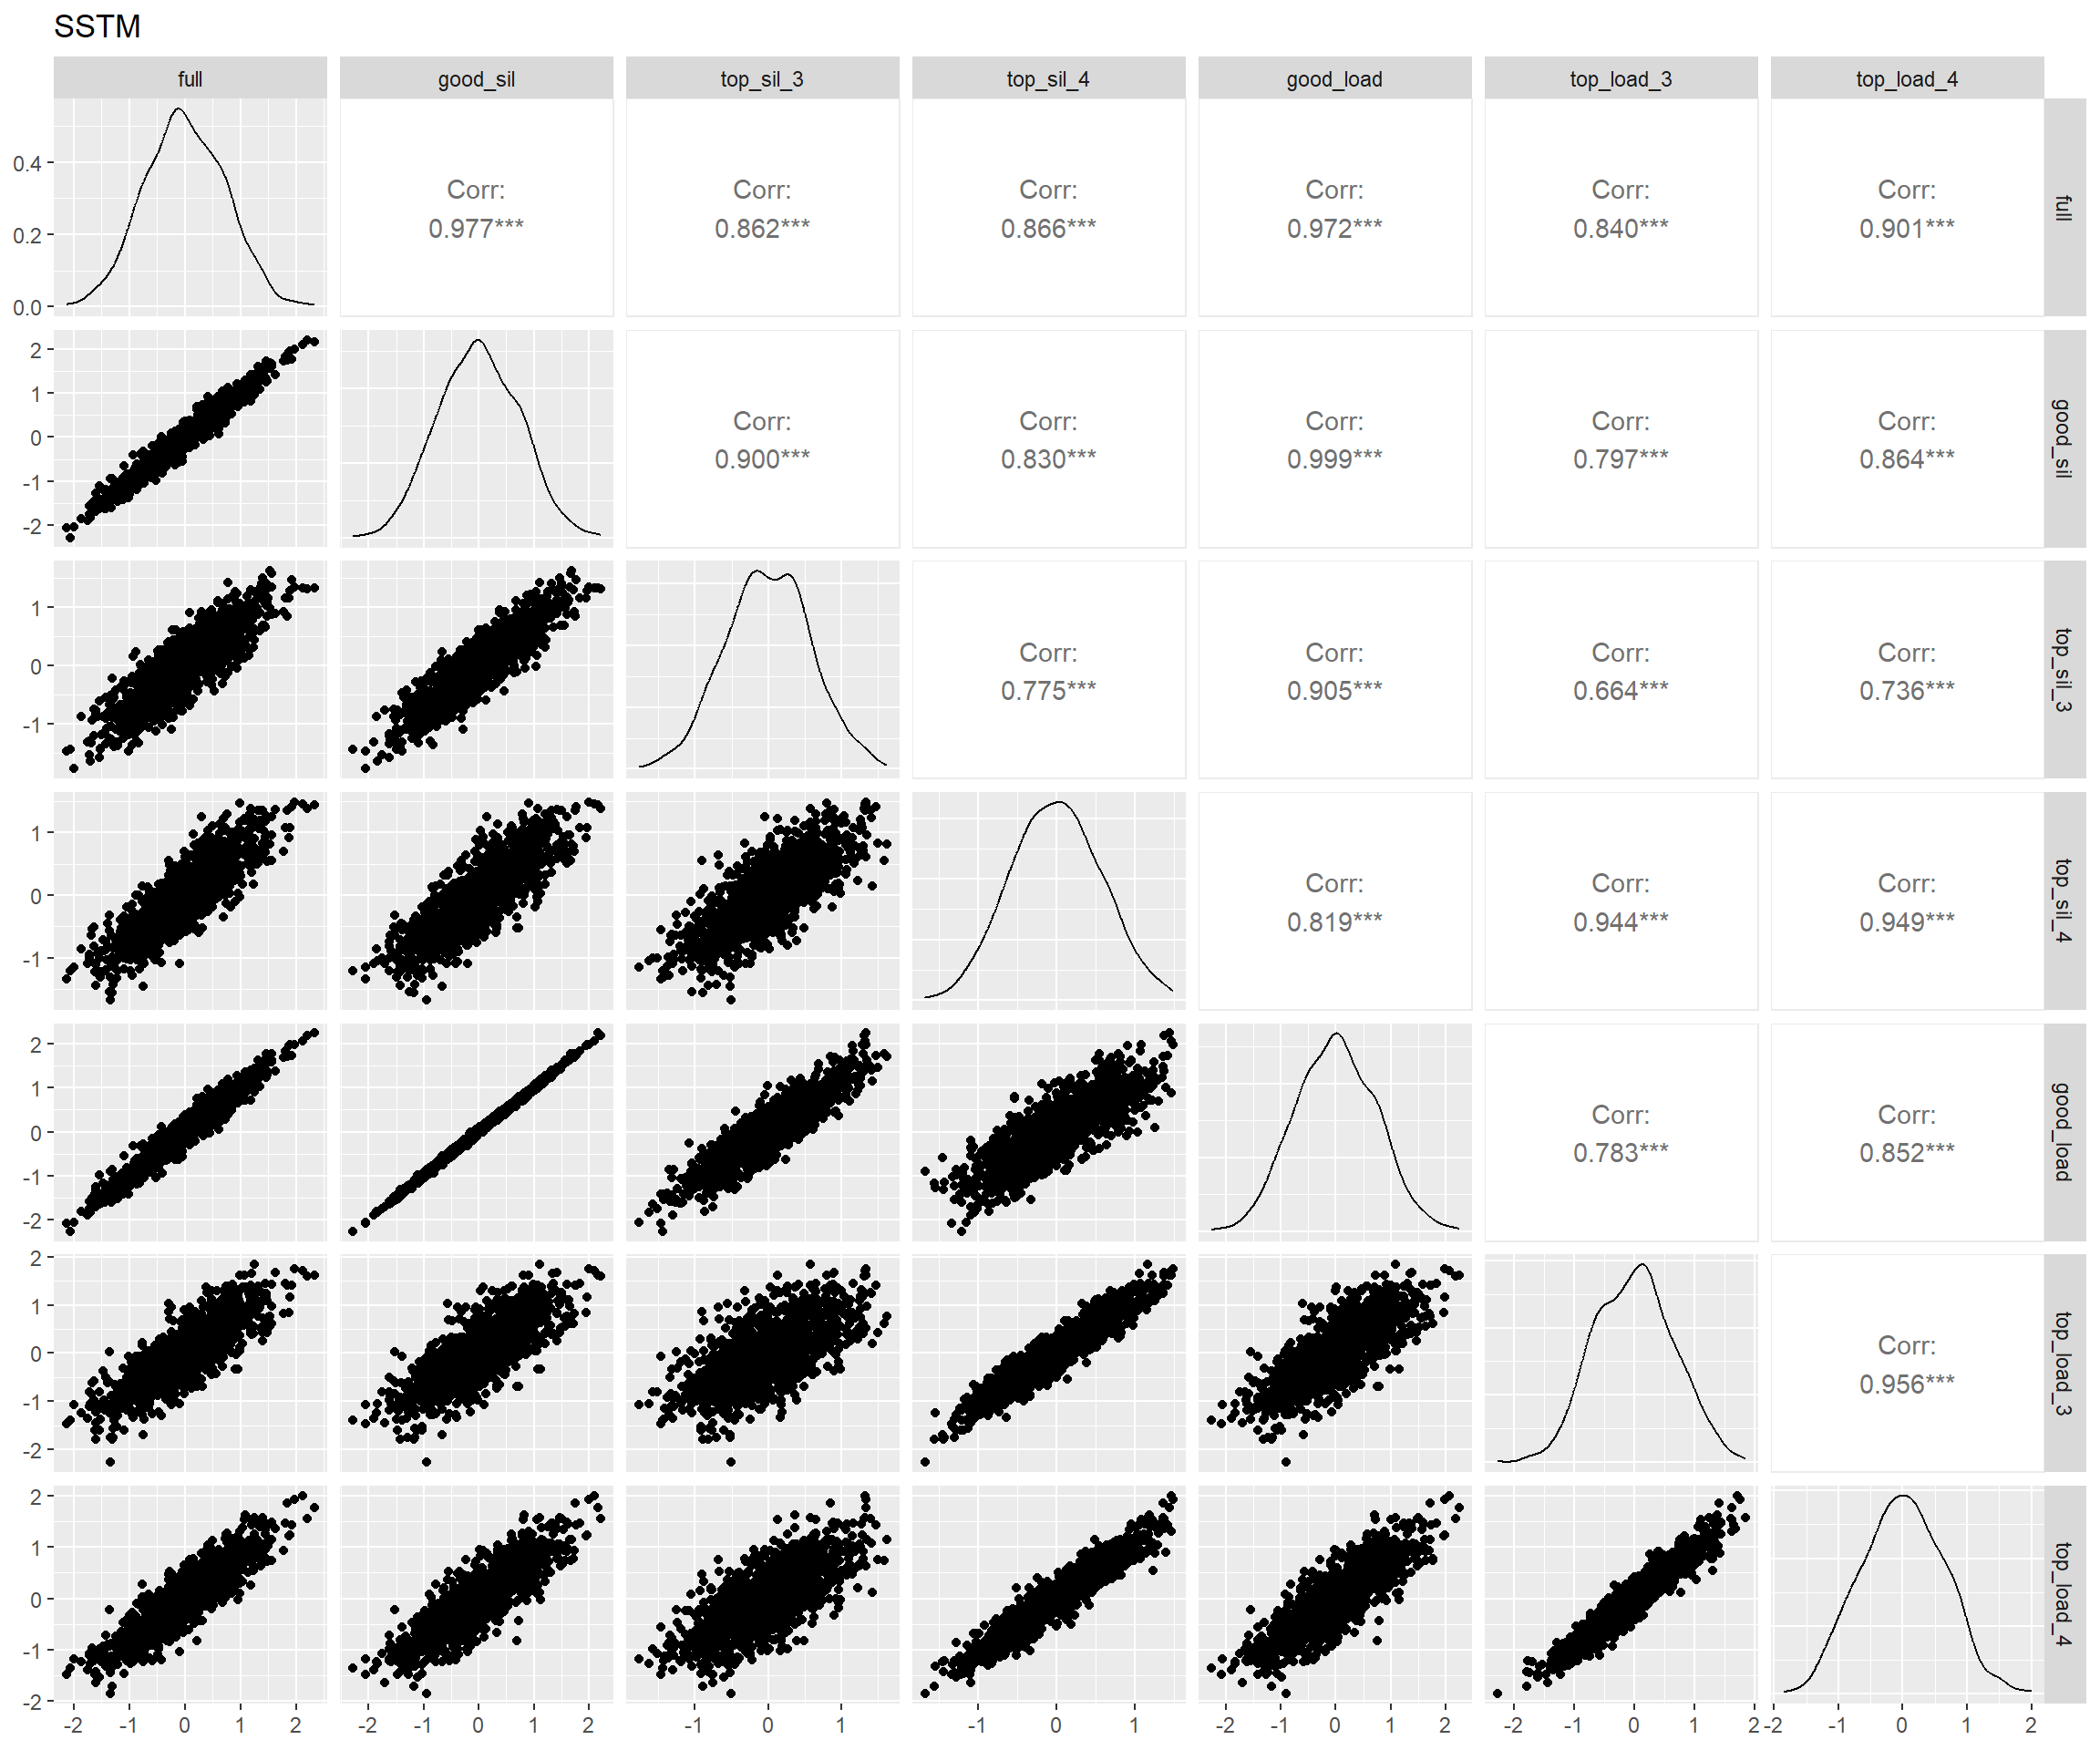 SSTM
full good_sil top_sil_3 top_sil_4 good_load top_load_3 top_load_4
0.4
0.2
0.0
Corr: Corr: Corr: Corr: Corr: Corr:
0.977*** 0.862*** 0.866*** 0.972*** 0.840*** 0.901***
full
2
1
0
-1
-2
Corr: Corr: Corr: Corr: Corr:
0.900*** 0.830*** 0.999*** 0.797*** 0.864***
good_sil
1
0
-1
Corr: Corr: Corr: Corr:
0.775*** 0.905*** 0.664*** 0.736***
top_sil_3
1
0
-1
Corr: Corr: Corr:
0.819*** 0.944*** 0.949***
top_sil_4
2
1
0
-1
-2
Corr: Corr:
0.783*** 0.852***
good_load
2
1
0
-1
-2
Corr:
0.956***
top_load_3
2
1
0
-1
-2
top_load_4
-2 -1 0 1 2 -2 -1 0 1 2 -1 0 1 -1 0 1 -2 -1 0 1 2 -2 -1 0 1 2 -2 -1 0 1 2